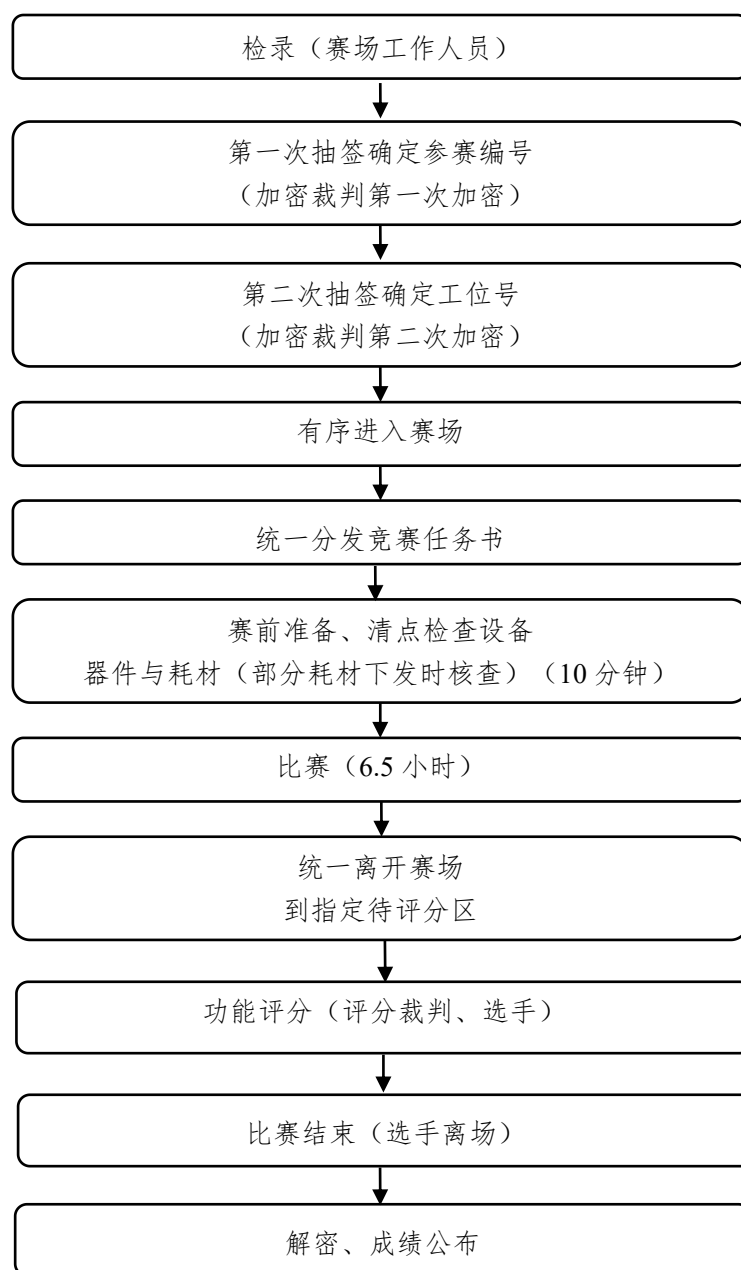 检录（赛场工作人员）
第一次抽签确定参赛编号
（加密裁判第一次加密）
第二次抽签确定工位号
（加密裁判第二次加密）
有序进入赛场
统一分发竞赛任务书
赛前准备、清点检查设备
器件与耗材（部分耗材下发时核查）（10 分钟）
比赛（6.5 小时）
统一离开赛场
到指定待评分区
功能评分（评分裁判、选手）
比赛结束（选手离场）
解密、成绩公布